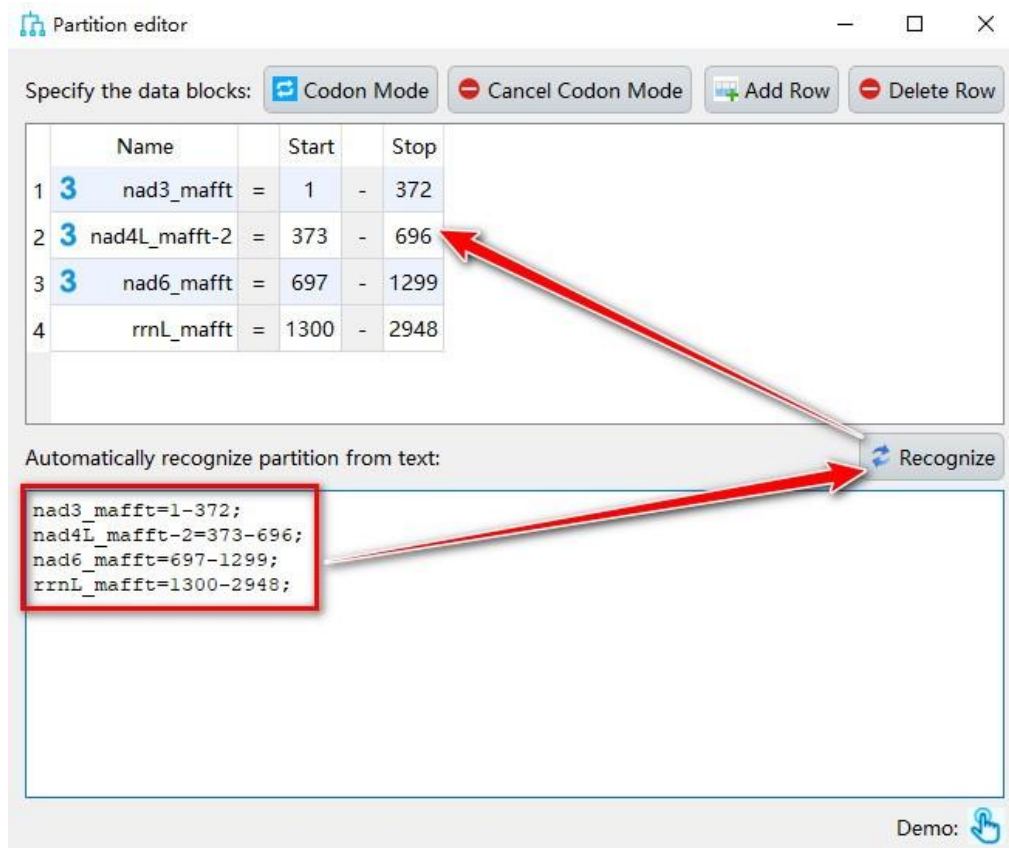 Partition editor
Specify the data blocks: Codon Mode Cancel Codon Mode Add Row Delete Row
Name Start Stop
1 3 nad3_mafft = 1 - 372
2 3 nad4L_mafft-2 = 373 - 696
3 3 nad6_mafft = 697 - 1299
4 rrnL_mafft = 1300 - 2948
Automatically recognize partition from text: Recognize
nad3_mafft=1-372;
nad4L_mafft-2=373-696;
nad6_mafft=697-1299;
rrnL_mafft=1300-2948;
Demo: